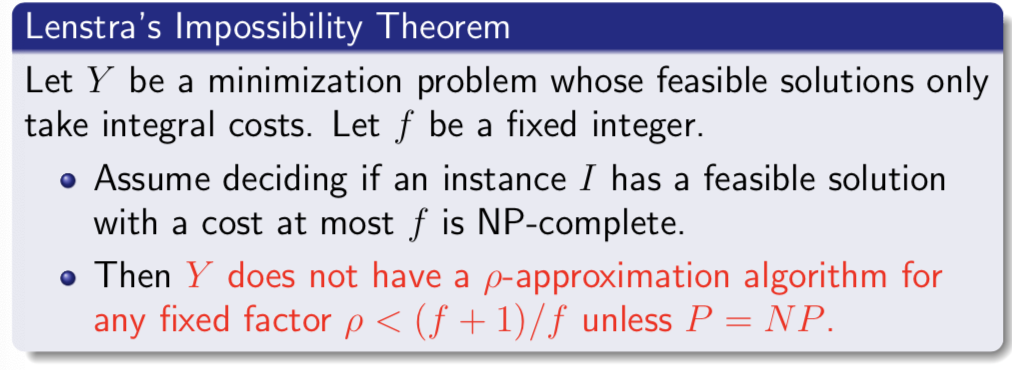 Lenstra's Impossibility Theorem
Let Y be a minimization problem whose feasible solutions only
take integral costs. Let f be a fixed integer.
Assume deciding if an instance I has a feasible solution
with a cost at most f is NP-complete.
Then Y does not have a ρ-approximation algorithm for
any fixed factor ρ < (f + 1)/f unless P = NP.